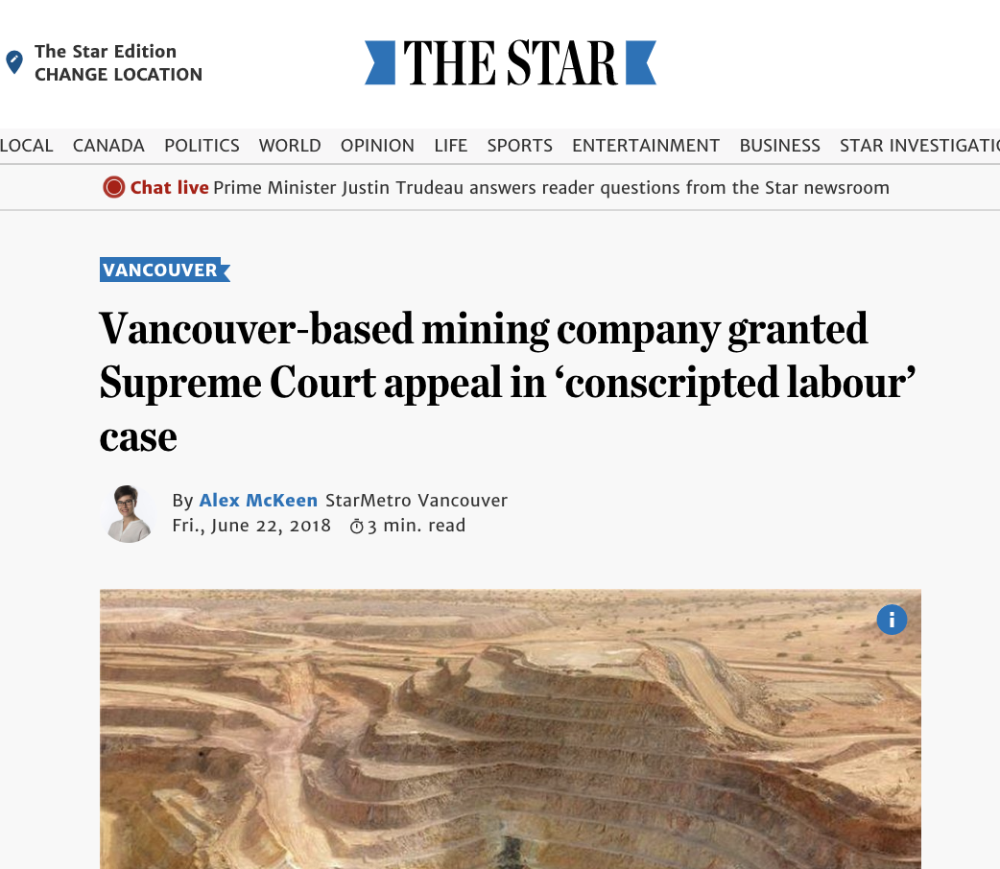 The Star Edition
CHANGE LOCATION
THE STAR
LOCAL CANADA POLITICS WORLD OPINION LIFE SPORTS ENTERTAINMENT BUSINESS STAR INVESTIGATIO
Chat live Prime Minister Justin Trudeau answers reader questions from the Star newsroom
VANCOUVER
Vancouver-based mining company granted
Supreme Court appeal in ‘conscripted labour’
case
By Alex McKeen StarMetro Vancouver
Fri., June 22, 2018 3 min. read
i